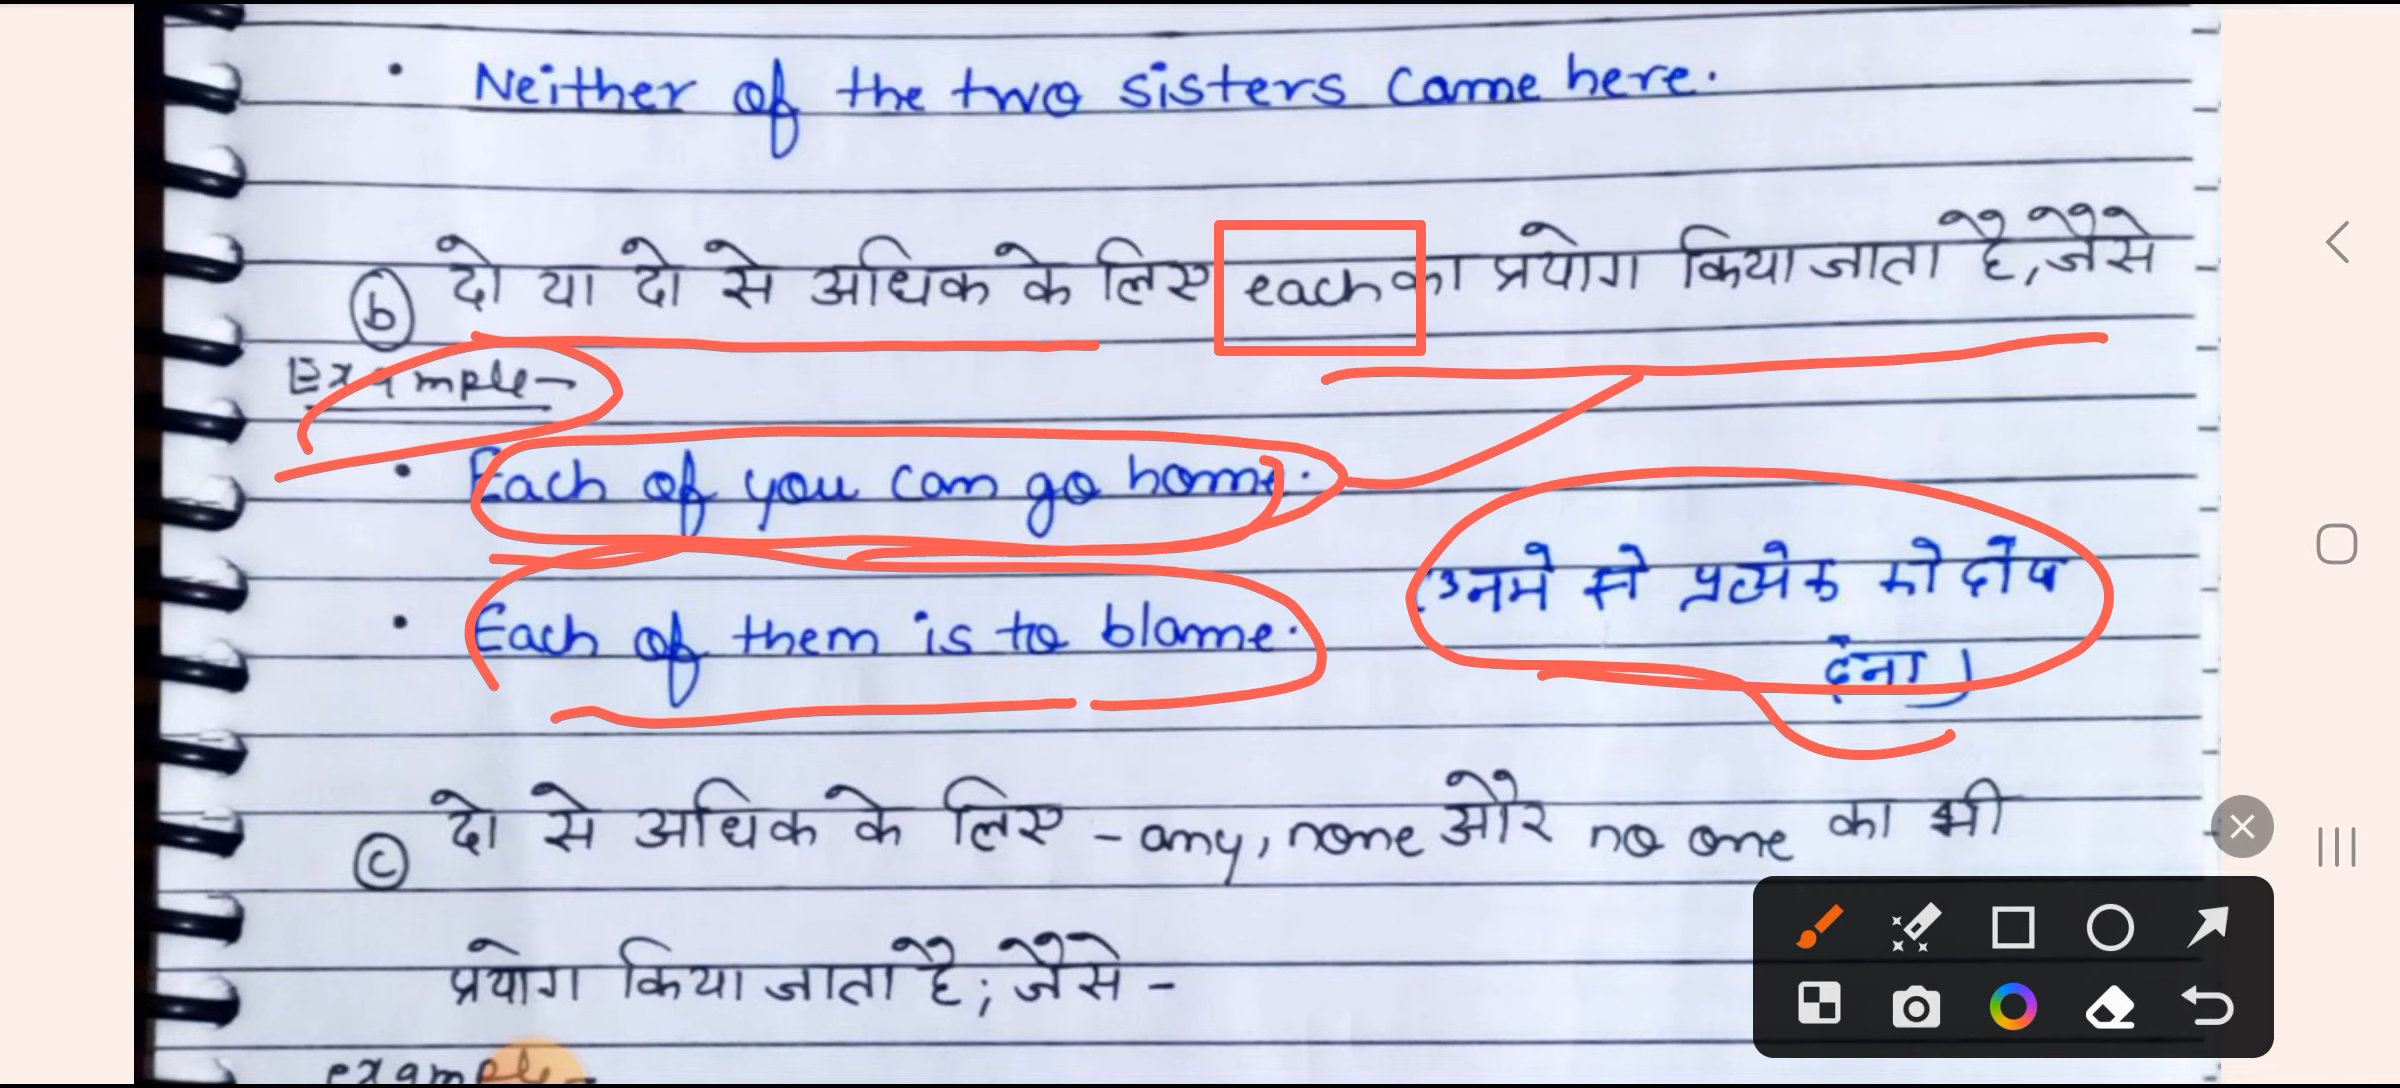 • Neither of the two sisters came here.
(b) दो या दो से अधिक के लिए each का प्रयोग किया जाता है, जैसे
Example-
• Each of you can go home.
• Each of them is to blame.
(उनमे से प्रत्येक को दोष
देना)
(c) दो से अधिक के लिए - any, none और no one का भी
प्रयोग किया जाता है; जैसे -
example-